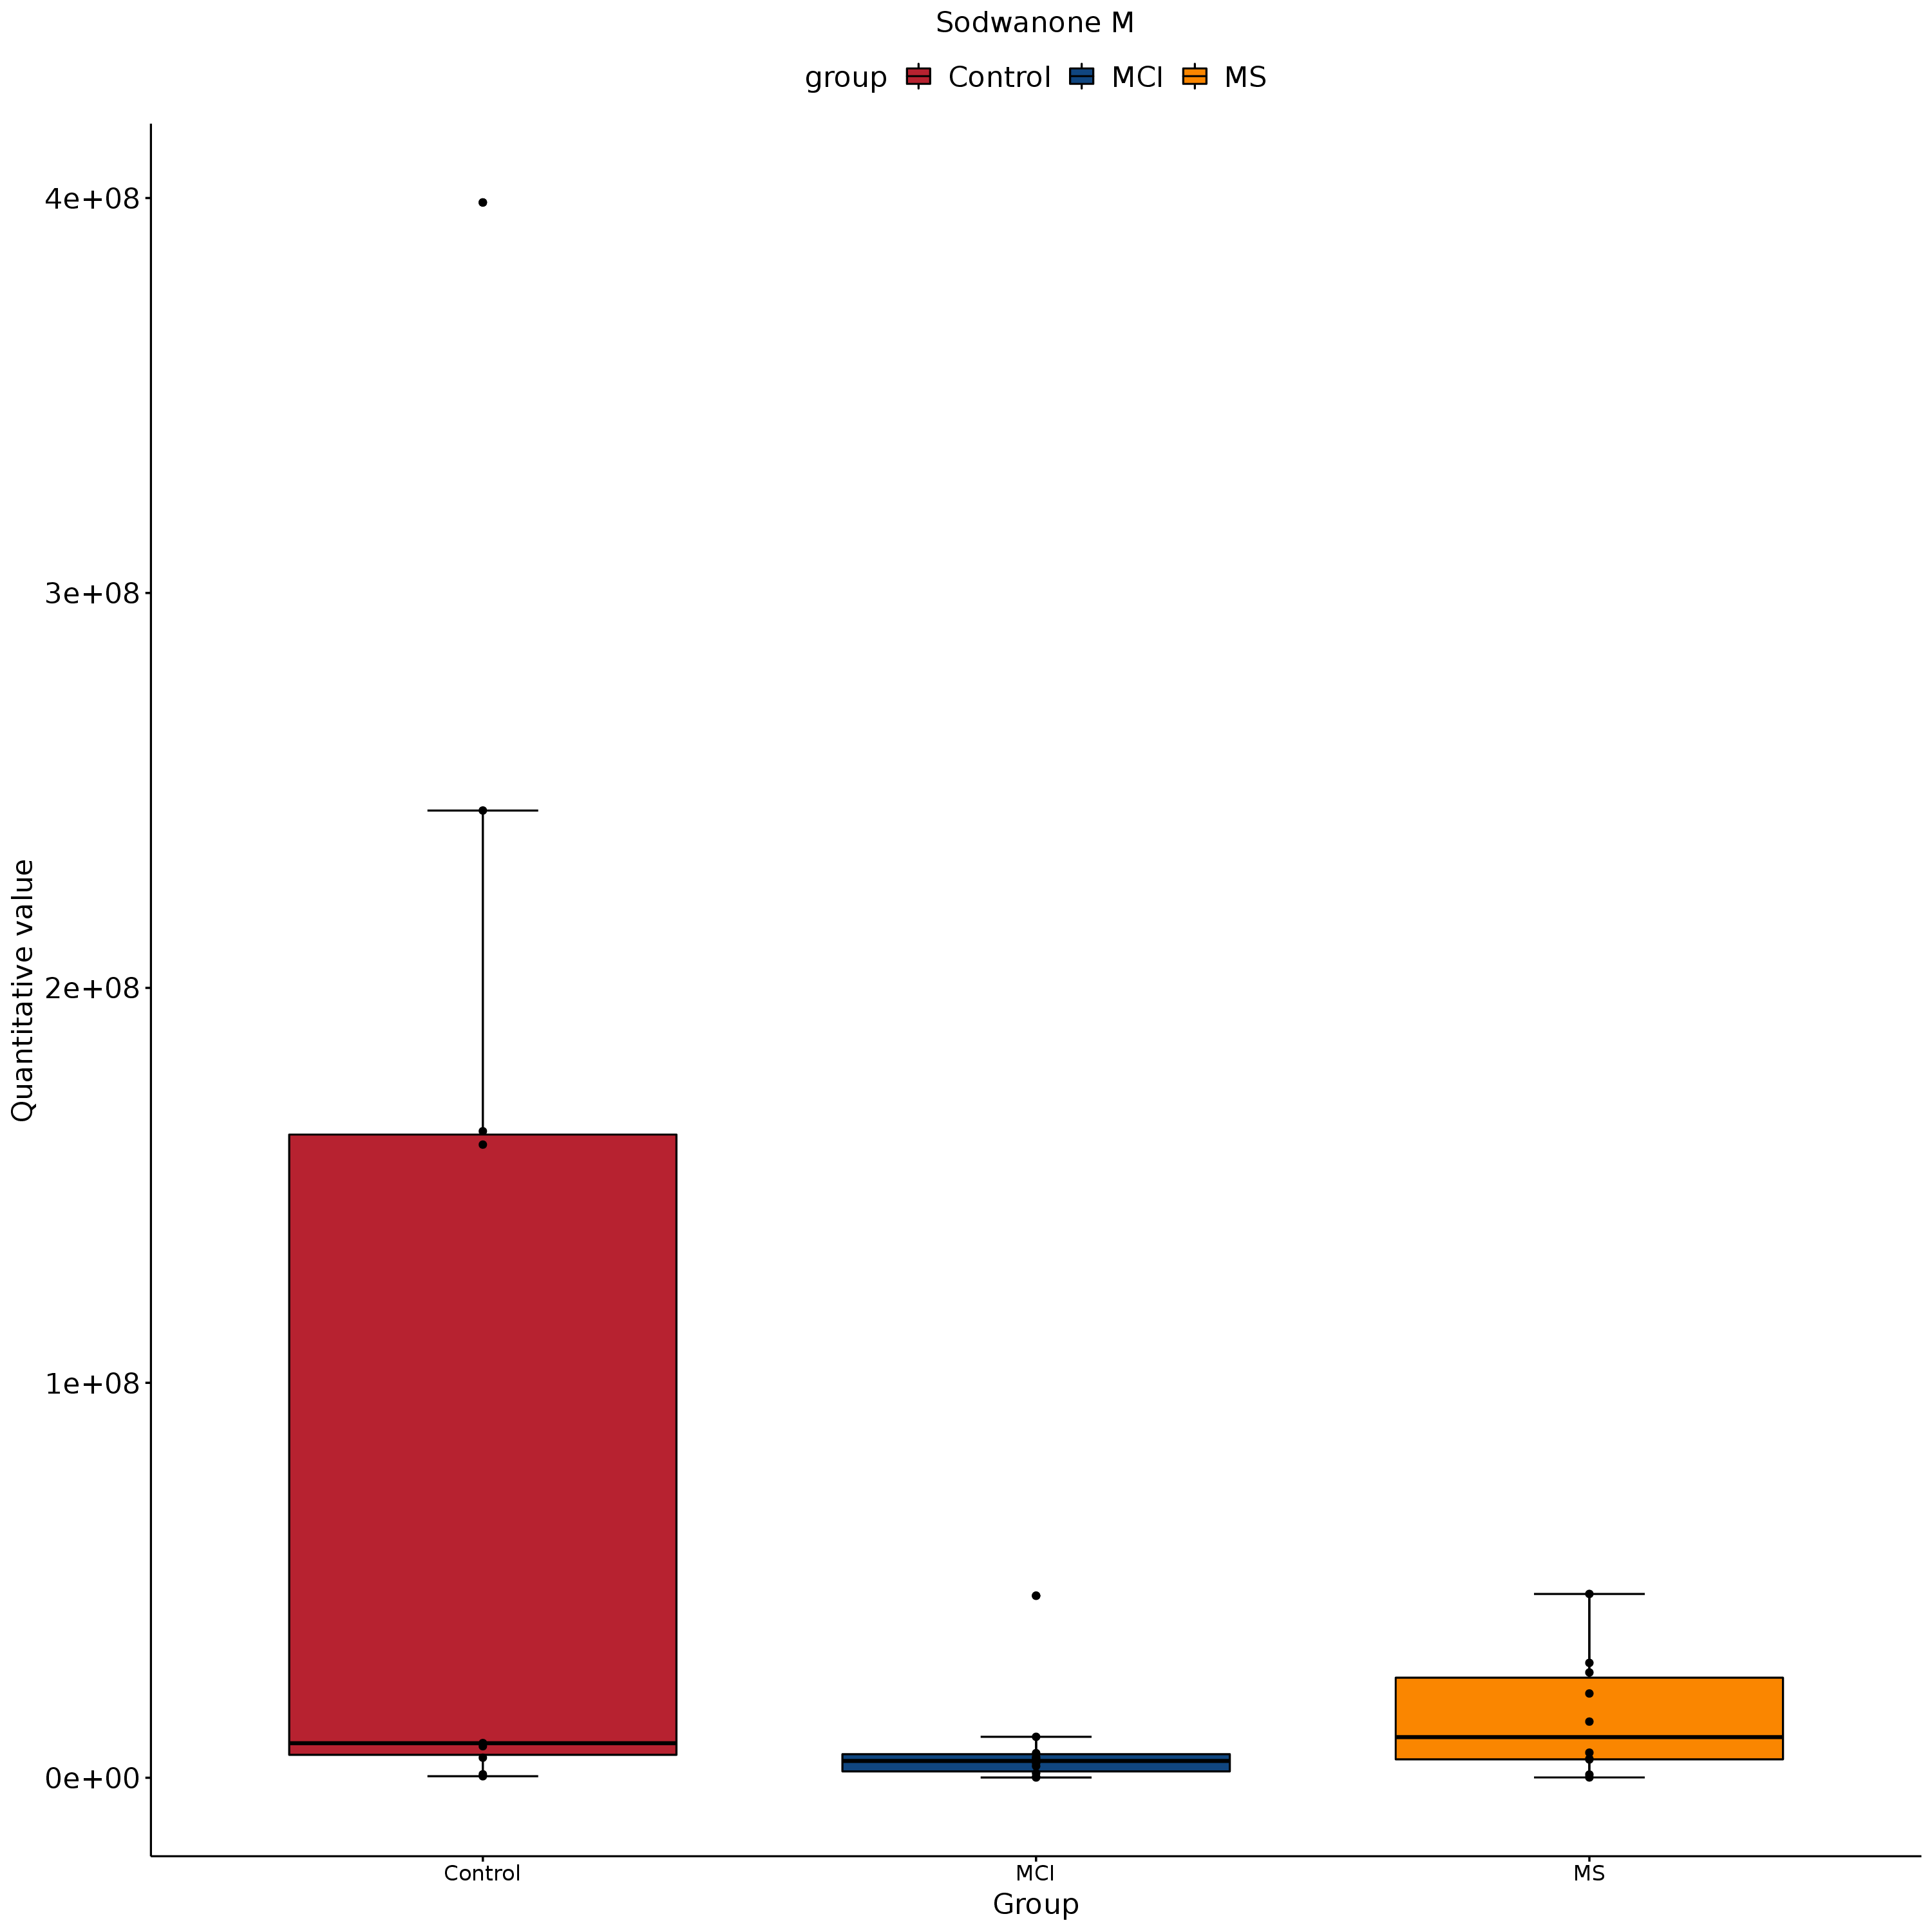 Sodwanone M
group Control MCI MS
4e+08
3e+08
2e+08
1e+08
0e+00
Quantitative value
Control MCI MS
Group